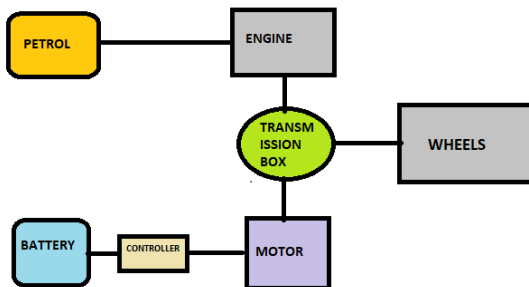 PETROL
ENGINE
TRANSM
ISSION
BOX
WHEELS
BATTERY
CONTROLLER
MOTOR